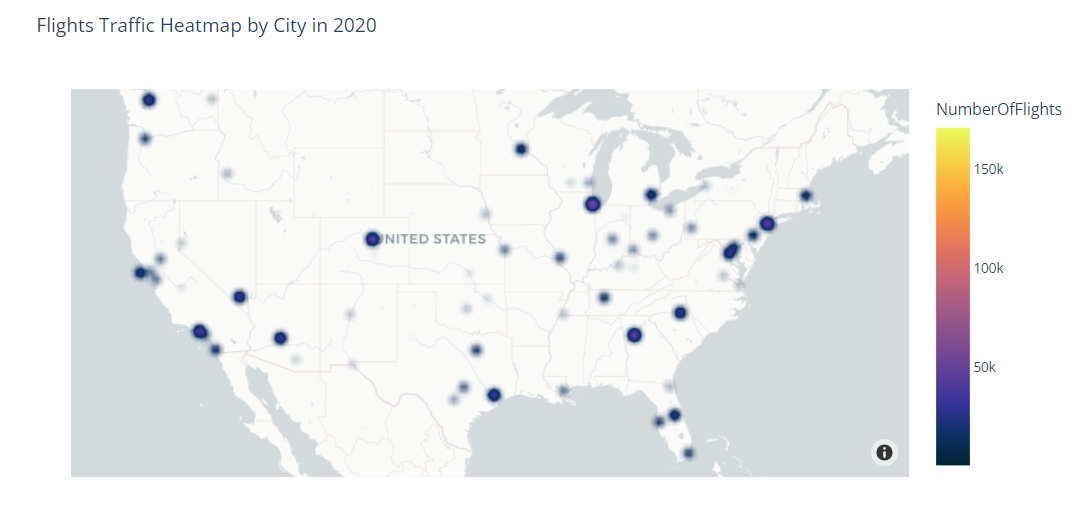 Flights Traffic Heatmap by City in 2020
NumberOfFlights
150k
100k
UNITED STATES
50k
i